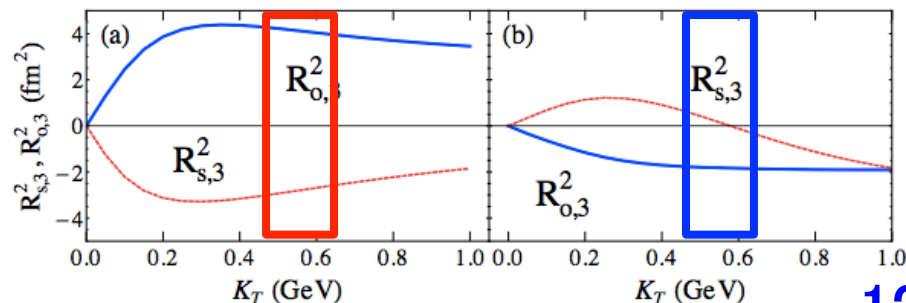 (a)
(b)
R²ₛ,₃ , R²ₒ,₃ (fm²)
4
2
0
−2
−4
R²ₒ,₃
R²ₛ,₃
R²ₛ,₃
R²ₒ,₃
0.0 0.2 0.4 0.6 0.8 1.0
0.0 0.2 0.4 0.6 0.8 1.0
K_T (GeV)
K_T (GeV)